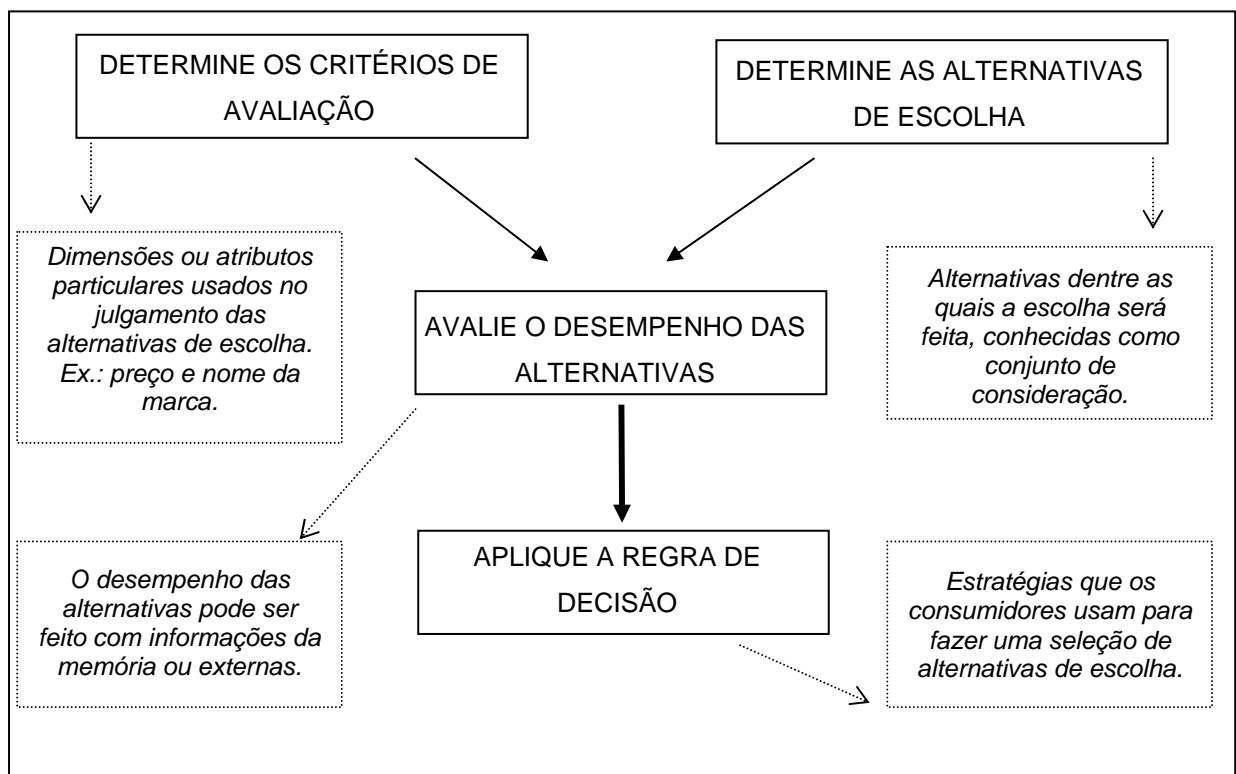 DETERMINE OS CRITÉRIOS DE
AVALIAÇÃO
DETERMINE AS ALTERNATIVAS
DE ESCOLHA
Dimensões ou atributos
particulares usados no
julgamento das
alternativas de escolha.
Ex.: preço e nome da
marca.
Alternativas dentre as
quais a escolha será
feita, conhecidas como
conjunto de
consideração.
AVALIE O DESEMPENHO DAS
ALTERNATIVAS
O desempenho das
alternativas pode ser
feito com informações da
memória ou externas.
APLIQUE A REGRA DE
DECISÃO
Estratégias que os
consumidores usam para
fazer uma seleção de
alternativas de escolha.